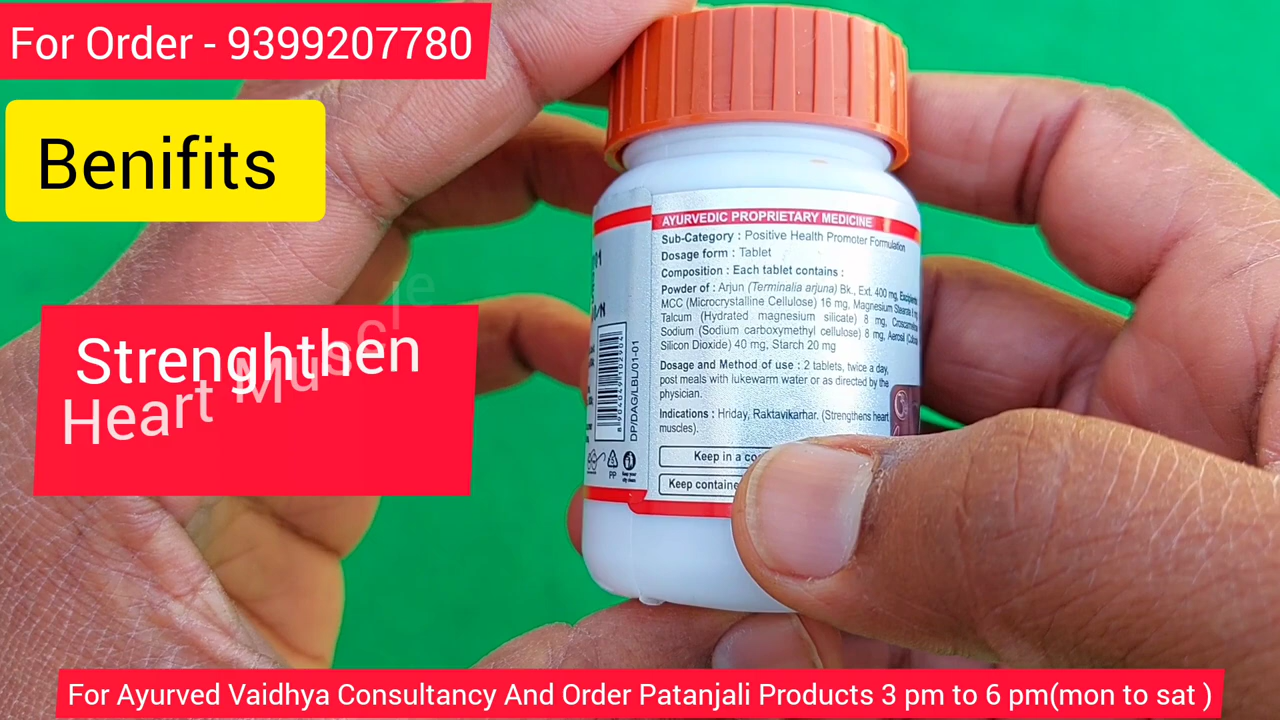 For Order - 9399207780
Benifits
Strenghthen
Heart Muscle
AYURVEDIC PROPRIETARY MEDICINE
Sub-Category : Positive Health Promoter Formulation
Dosage form : Tablet
Composition : Each tablet contains :
Powder of : Arjun (Terminalia arjuna) Bk., Ext. 400 mg, Excipients
MCC (Microcrystalline Cellulose) 16 mg, Magnesium Stearate
Talcum (Hydrated magnesium silicate) 8 mg, Croscarmellose
Sodium (Sodium carboxymethyl cellulose) 8 mg, Aerosil (Colloidal
Silicon Dioxide) 40 mg, Starch 20 mg
Dosage and Method of use : 2 tablets, twice a day,
post meals with lukewarm water or as directed by the
physician.
Indications : Hriday, Raktavikarhar, (Strengthens heart
muscles).
Keep in a
Keep
DP/DAG/LBL/01-01
PP
For Ayurved Vaidhya Consultancy And Order Patanjali Products 3 pm to 6 pm(mon to sat )